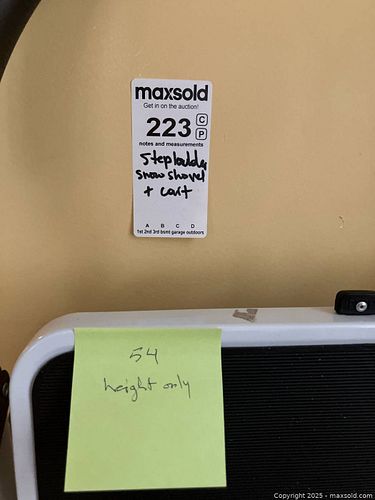 maxsold
Get in on the auction!
223 C
P
notes and measurements
stepladder
snow shovel
+ cart
A B C D
1st 2nd 3rd bsmt garage outdoors
54
height only
Copyright 2025 - maxsold.com